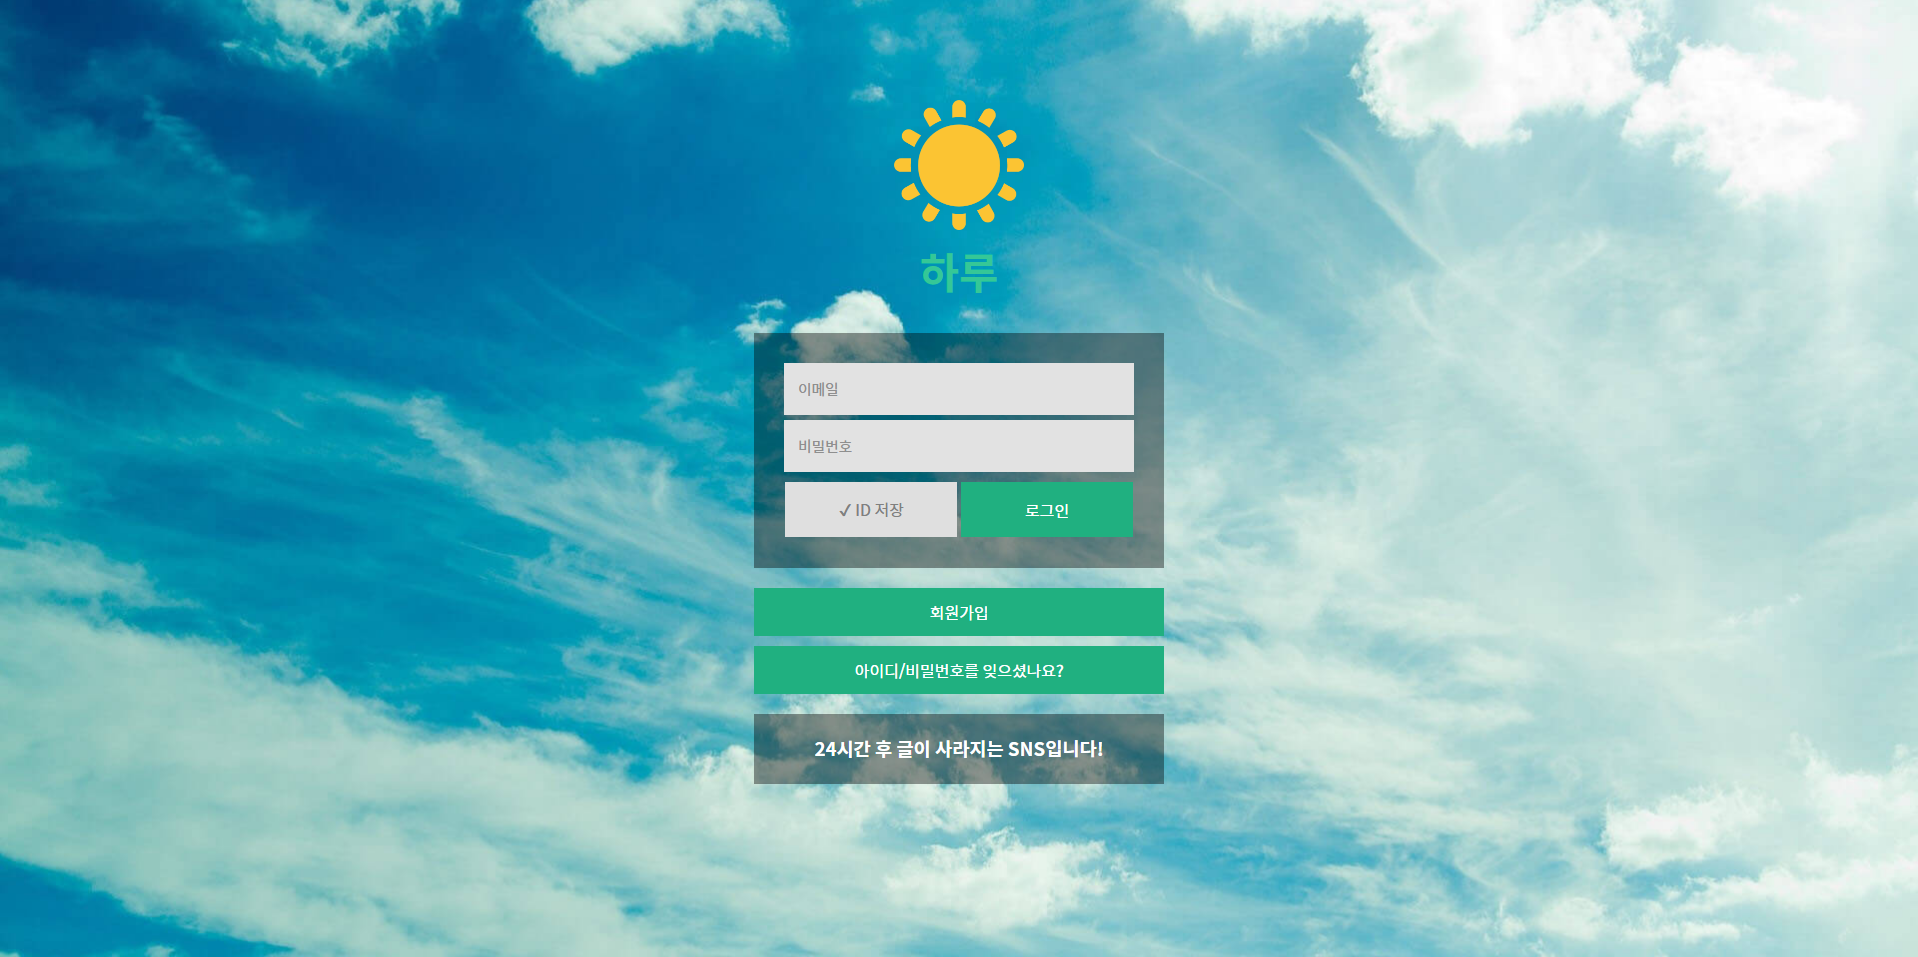 하루
이메일
비밀번호
✓ ID 저장
로그인
회원가입
아이디/비밀번호를 잊으셨나요?
24시간 후 글이 사라지는 SNS입니다!